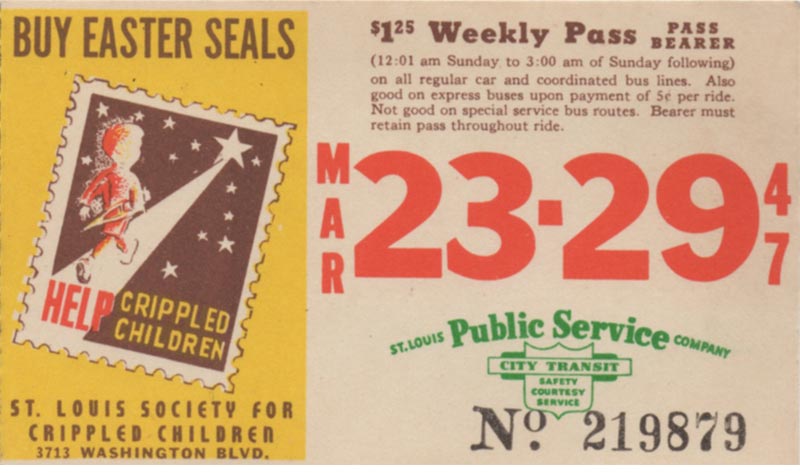 BUY EASTER SEALS
HELP CRIPPLED
CHILDREN
ST. LOUIS SOCIETY FOR
CRIPPLED CHILDREN
3713 WASHINGTON BLVD.
$1.25 Weekly Pass PASS BEARER
(12:01 am Sunday to 3:00 am of Sunday following)
on all regular car and coordinated bus lines. Also
good on express buses upon payment of 5¢ per ride.
Not good on special service bus routes. Bearer must
retain pass throughout ride.
MAR 23-29 47
ST. LOUIS Public Service COMPANY
CITY TRANSIT
SAFETY
COURTESY
SERVICE
No. 219879